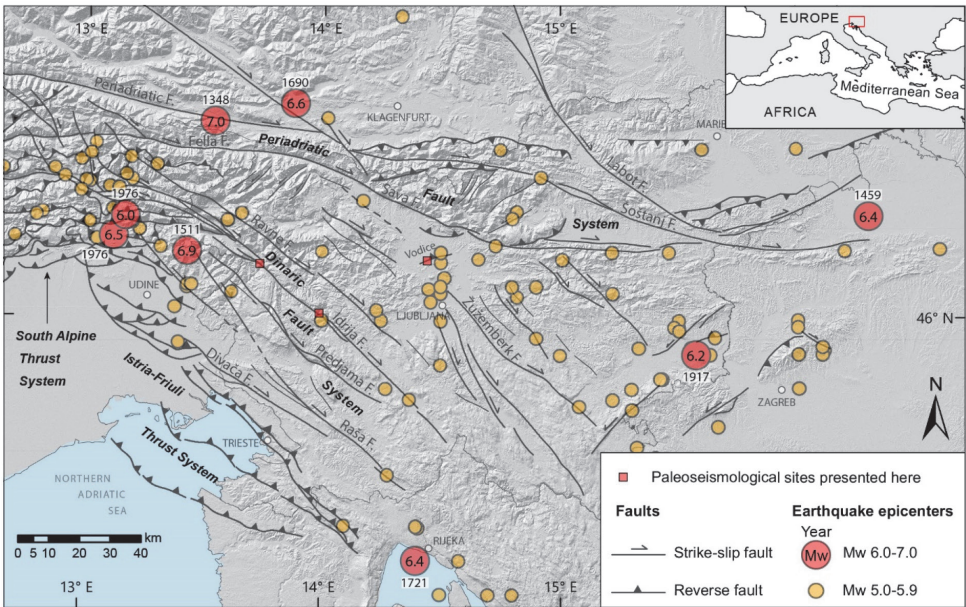 13° E
14° E
15° E
EUROPE
Mediterranean Sea
AFRICA
1690
6.6
1348
7.0
Periadriatic F.
Fella F.
KLAGENFURT
Periadriatic
Fault
System
Labot F.
Sava F.
Šoštanj F.
1459
6.4
1976
6.0
6.5
1976
1511
6.9
Ravne F.
Dinaric
Fault
System
Vodice
UDINE
LJUBLJANA
46° N
South Alpine
Thrust
System
Idrija F.
Predjama F.
Žužemberk F.
Istria-Friuli
Thrust System
Divača F.
Raša F.
6.2
1917
ZAGREB
N
TRIESTE
NORTHERN
ADRIATIC
SEA
RIJEKA
6.4
1721
0 5 10 20 30 40
km
13° E
14° E
15° E
Paleoseismological sites presented here
Faults
Earthquake epicenters
Year
Strike-slip fault
Mw
Mw 6.0-7.0
Reverse fault
Mw 5.0-5.9